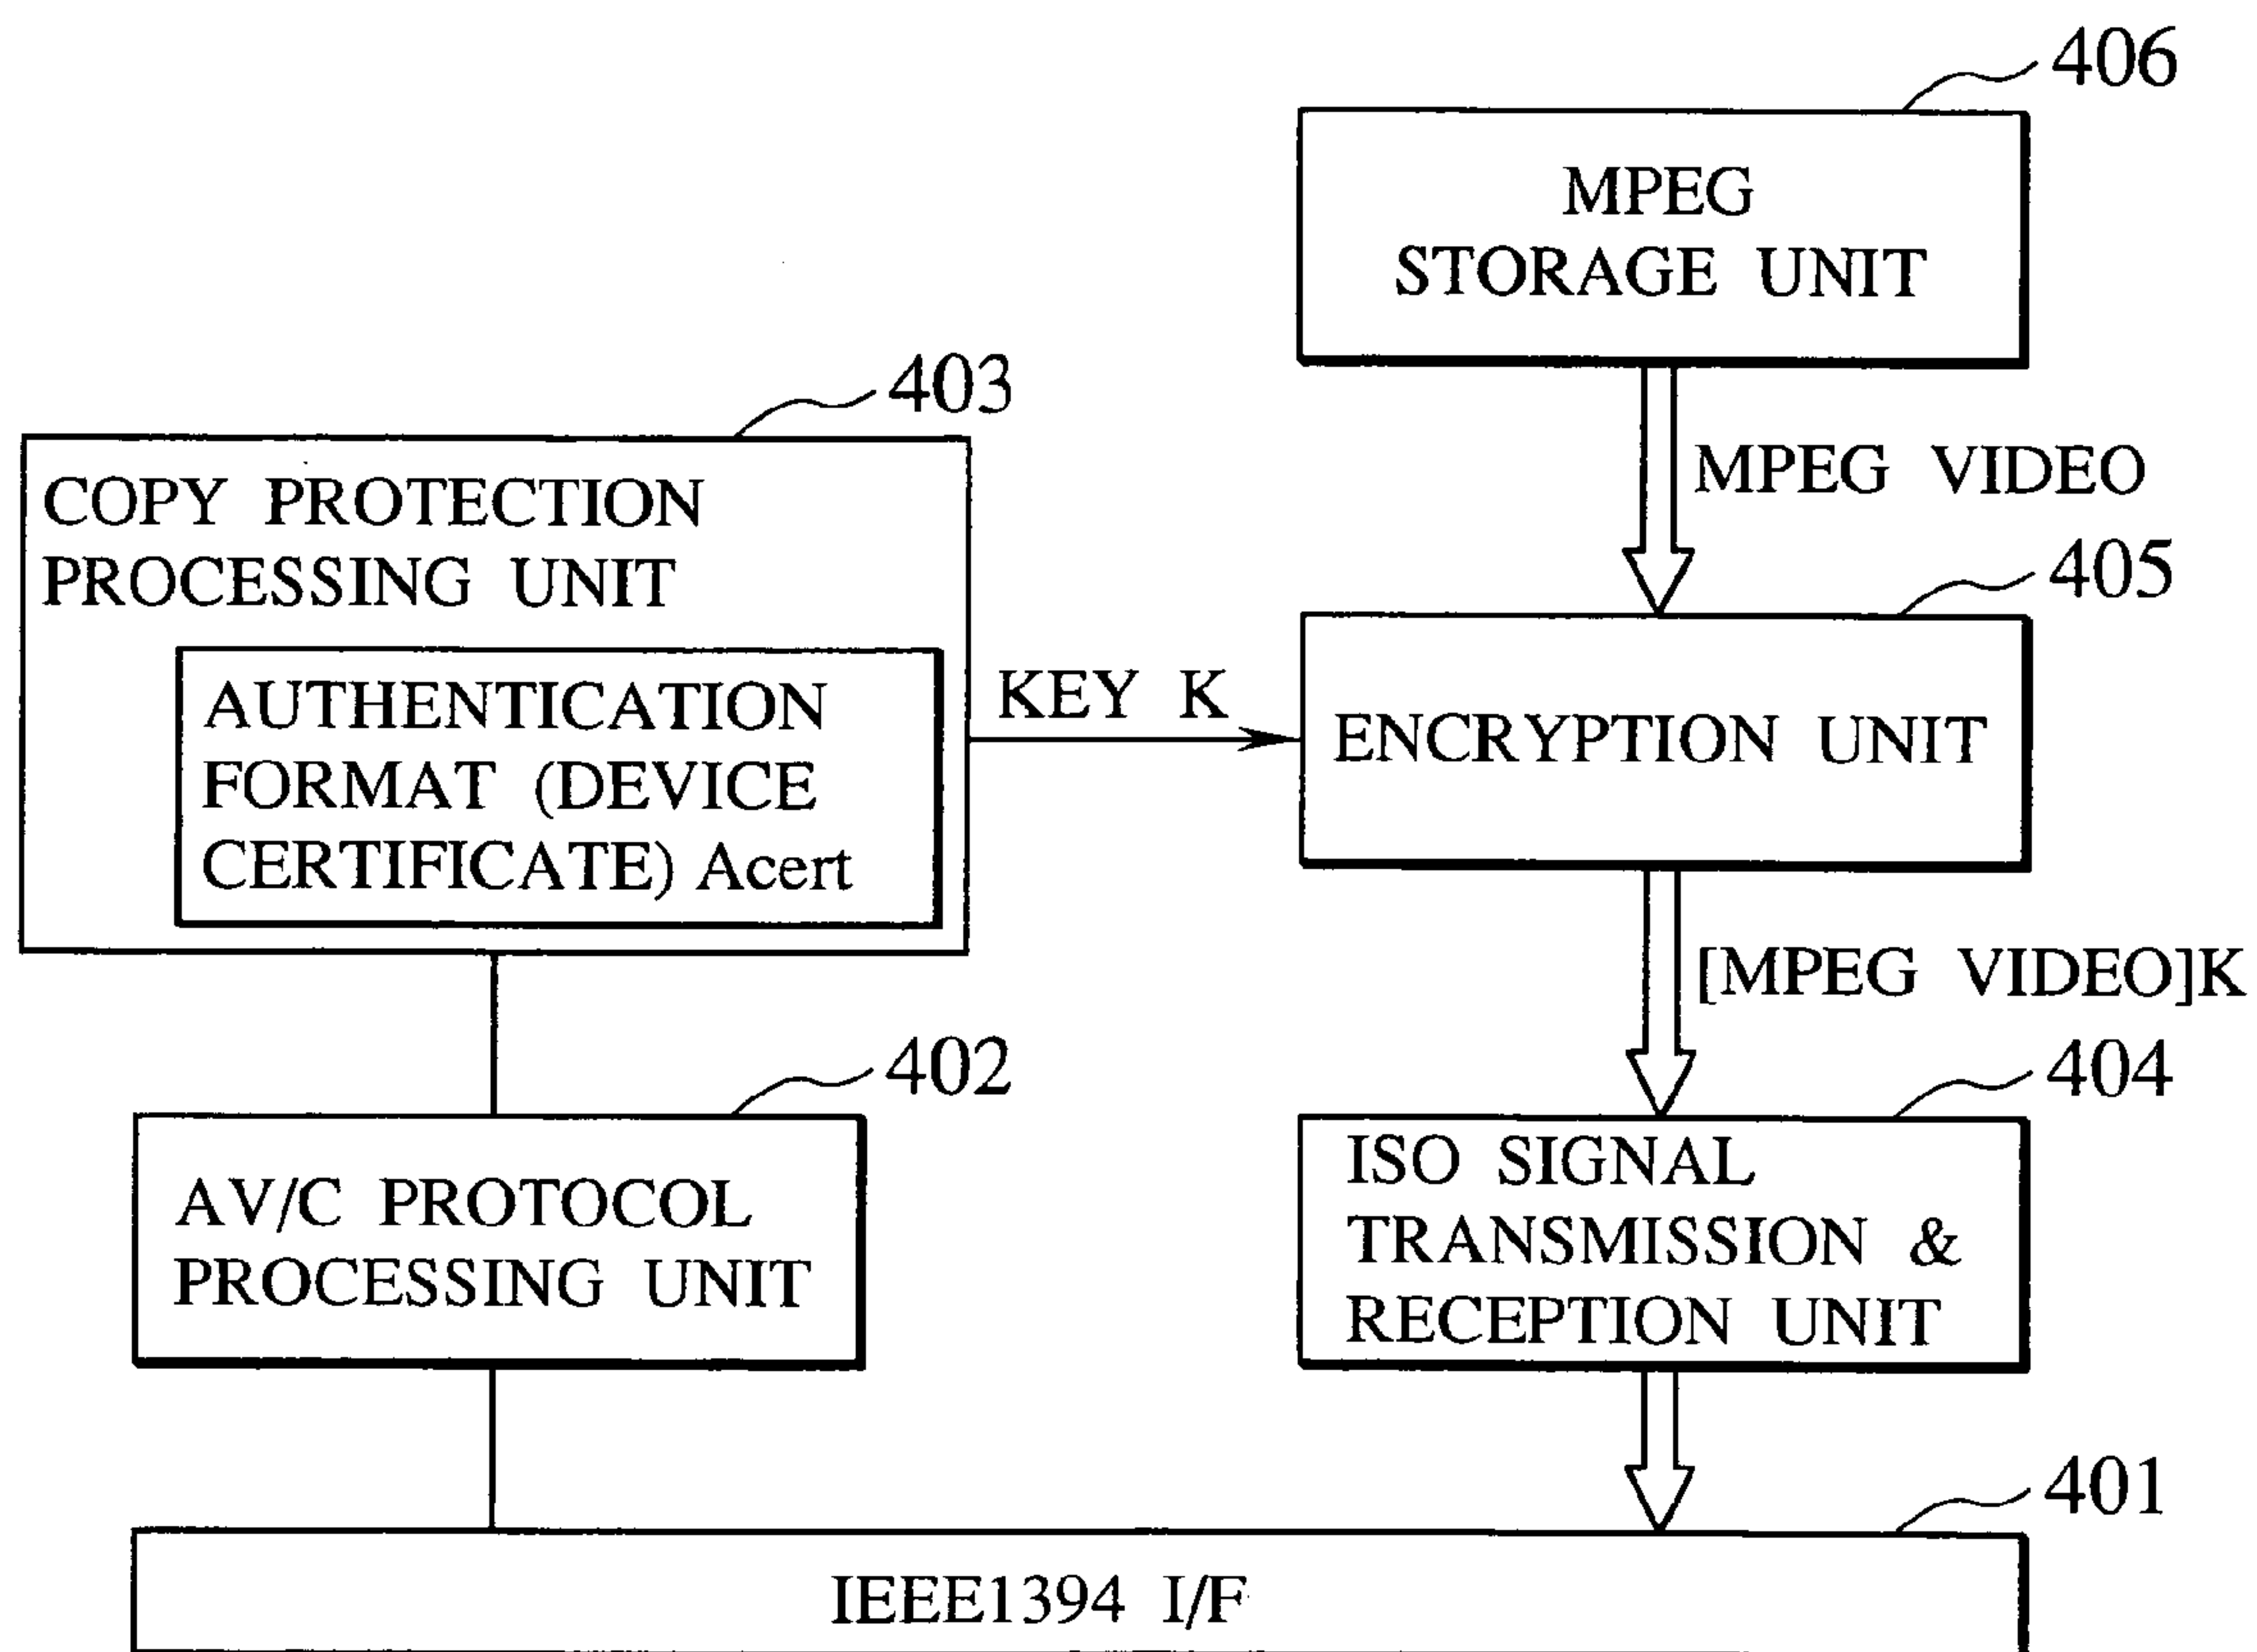 406
MPEG
STORAGE UNIT
MPEG VIDEO
403
COPY PROTECTION
PROCESSING UNIT
AUTHENTICATION
FORMAT (DEVICE
CERTIFICATE) Acert
KEY K
405
ENCRYPTION UNIT
[MPEG VIDEO]K
402
AV/C PROTOCOL
PROCESSING UNIT
404
ISO SIGNAL
TRANSMISSION &
RECEPTION UNIT
401
IEEE1394 I/F